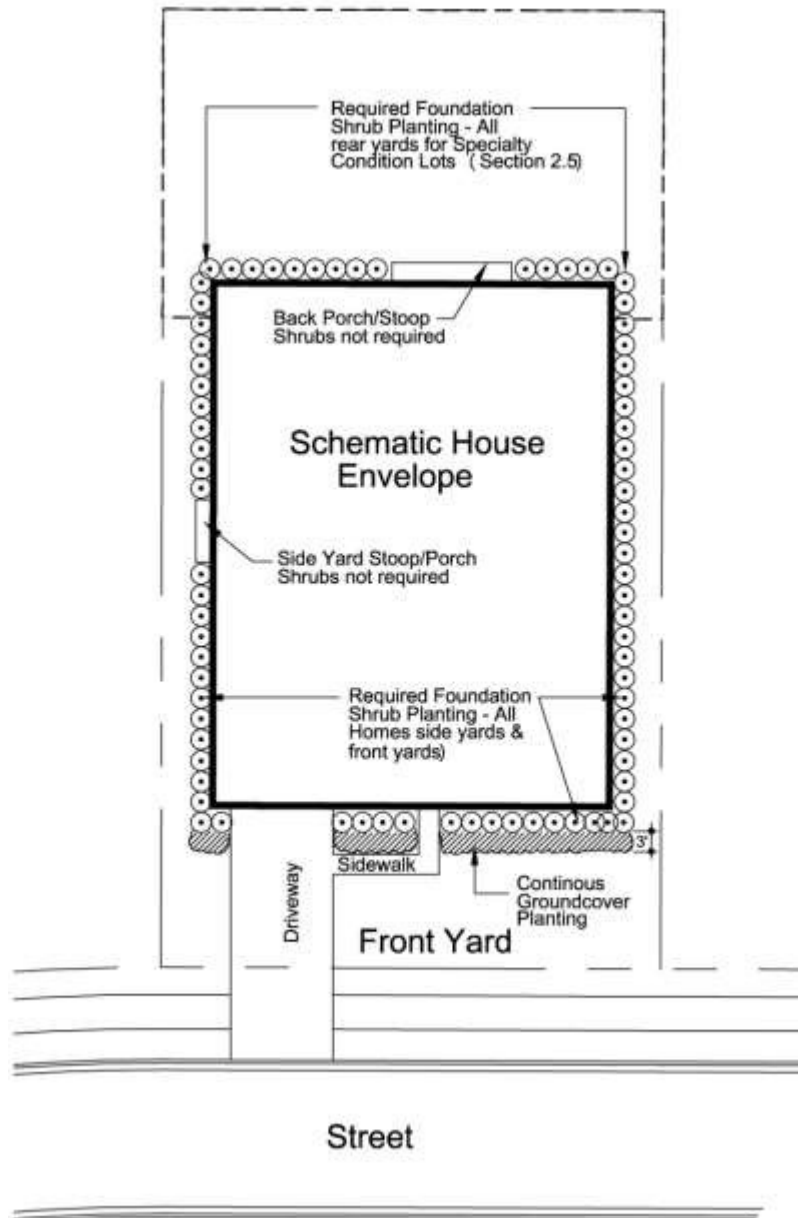 Required Foundation
Shrub Planting - All
rear yards for Specialty
Condition Lots ( Section 2.5)
Back Porch/Stoop
Shrubs not required
Schematic House
Envelope
Side Yard Stoop/Porch
Shrubs not required
Required Foundation
Shrub Planting - All
Homes side yards &
front yards)
3'
Sidewalk
Driveway
Continous
Groundcover
Planting
Front Yard
Street